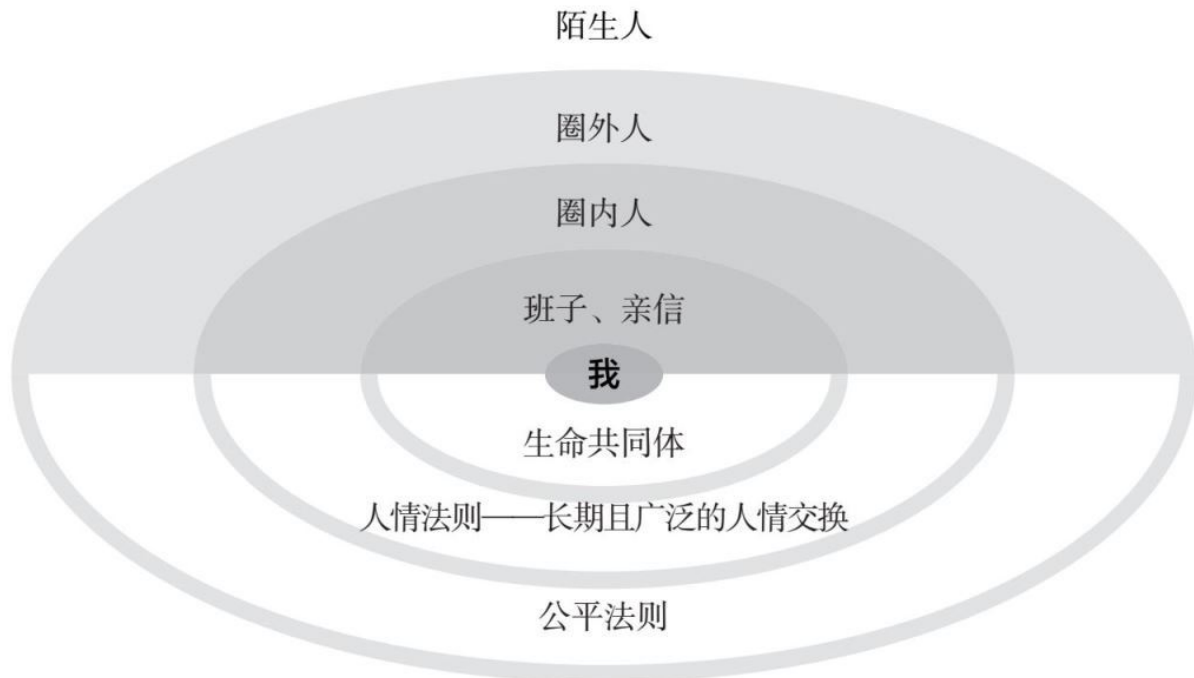 陌生人
圈外人
圈内人
班子、亲信
我
生命共同体
人情法则——长期且广泛的人情交换
公平法则